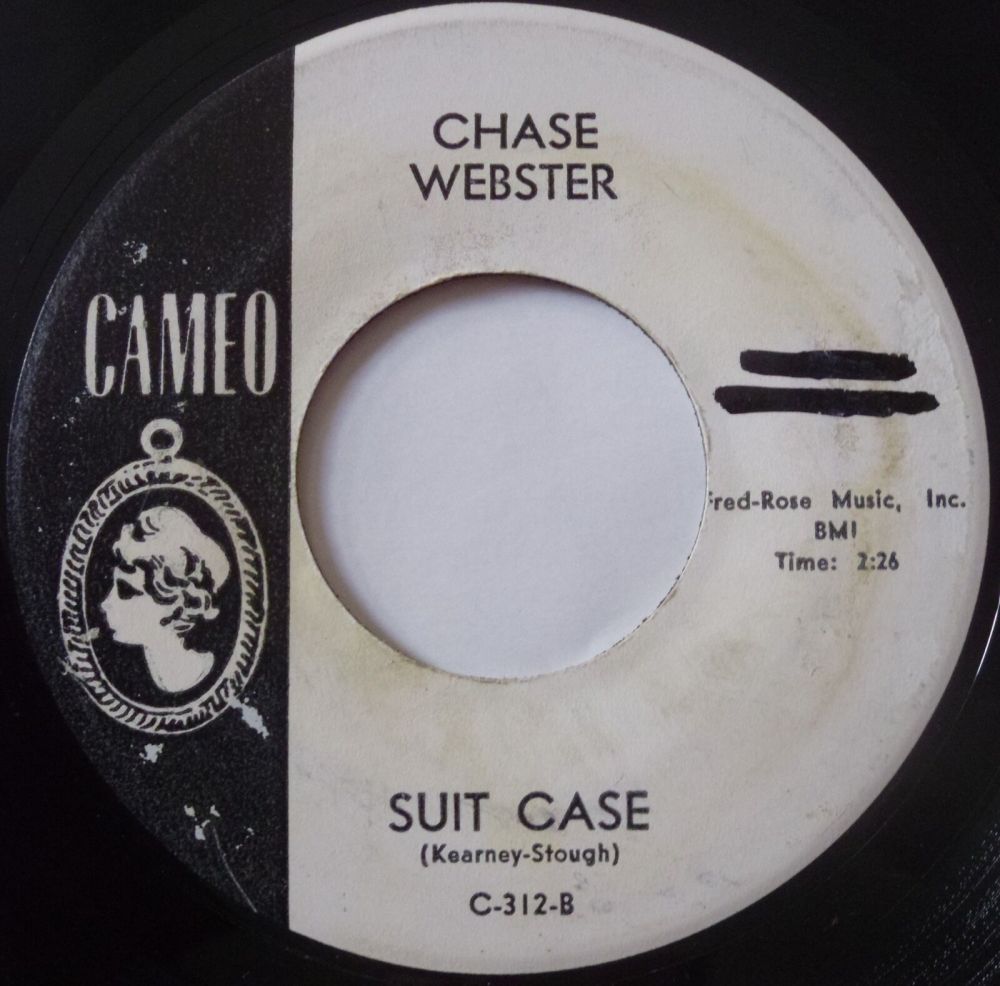 CHASE
WEBSTER
CAMEO
Fred-Rose Music, Inc.
BMI
Time: 2:26
SUIT CASE
(Kearney-Stough)
C-312-B